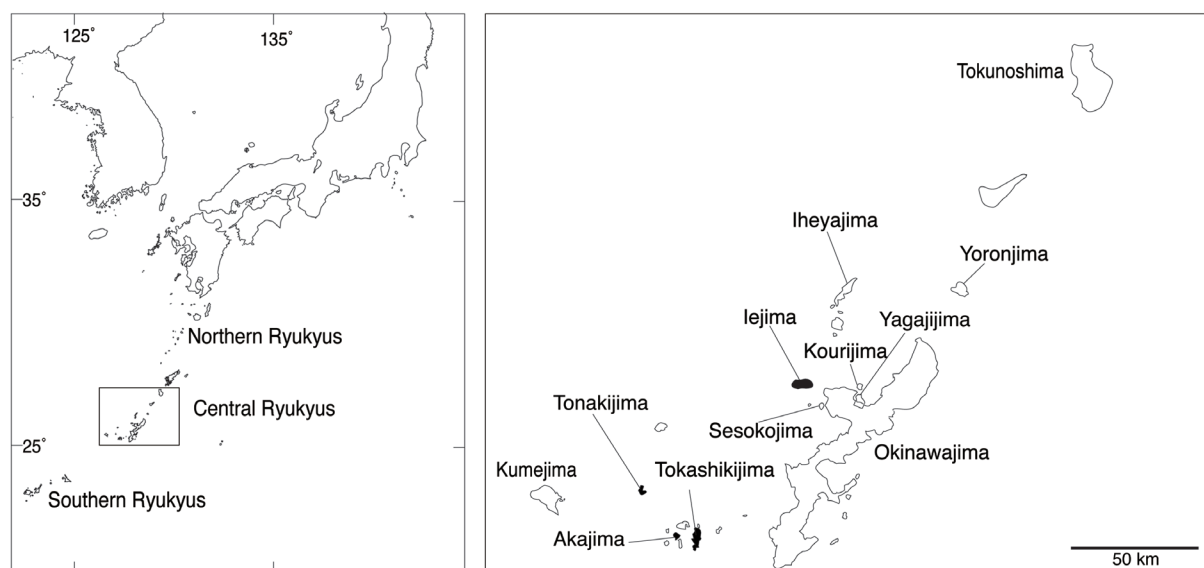 125°
135°
35°
25°
Northern Ryukyus
Central Ryukyus
Southern Ryukyus
Tokunoshima
Iheyajima
Yoronjima
Iejima
Yagajijima
Kourijima
Tonakijima
Sesokojima
Okinawajima
Kumejima
Tokashikijima
Akajima
50 km